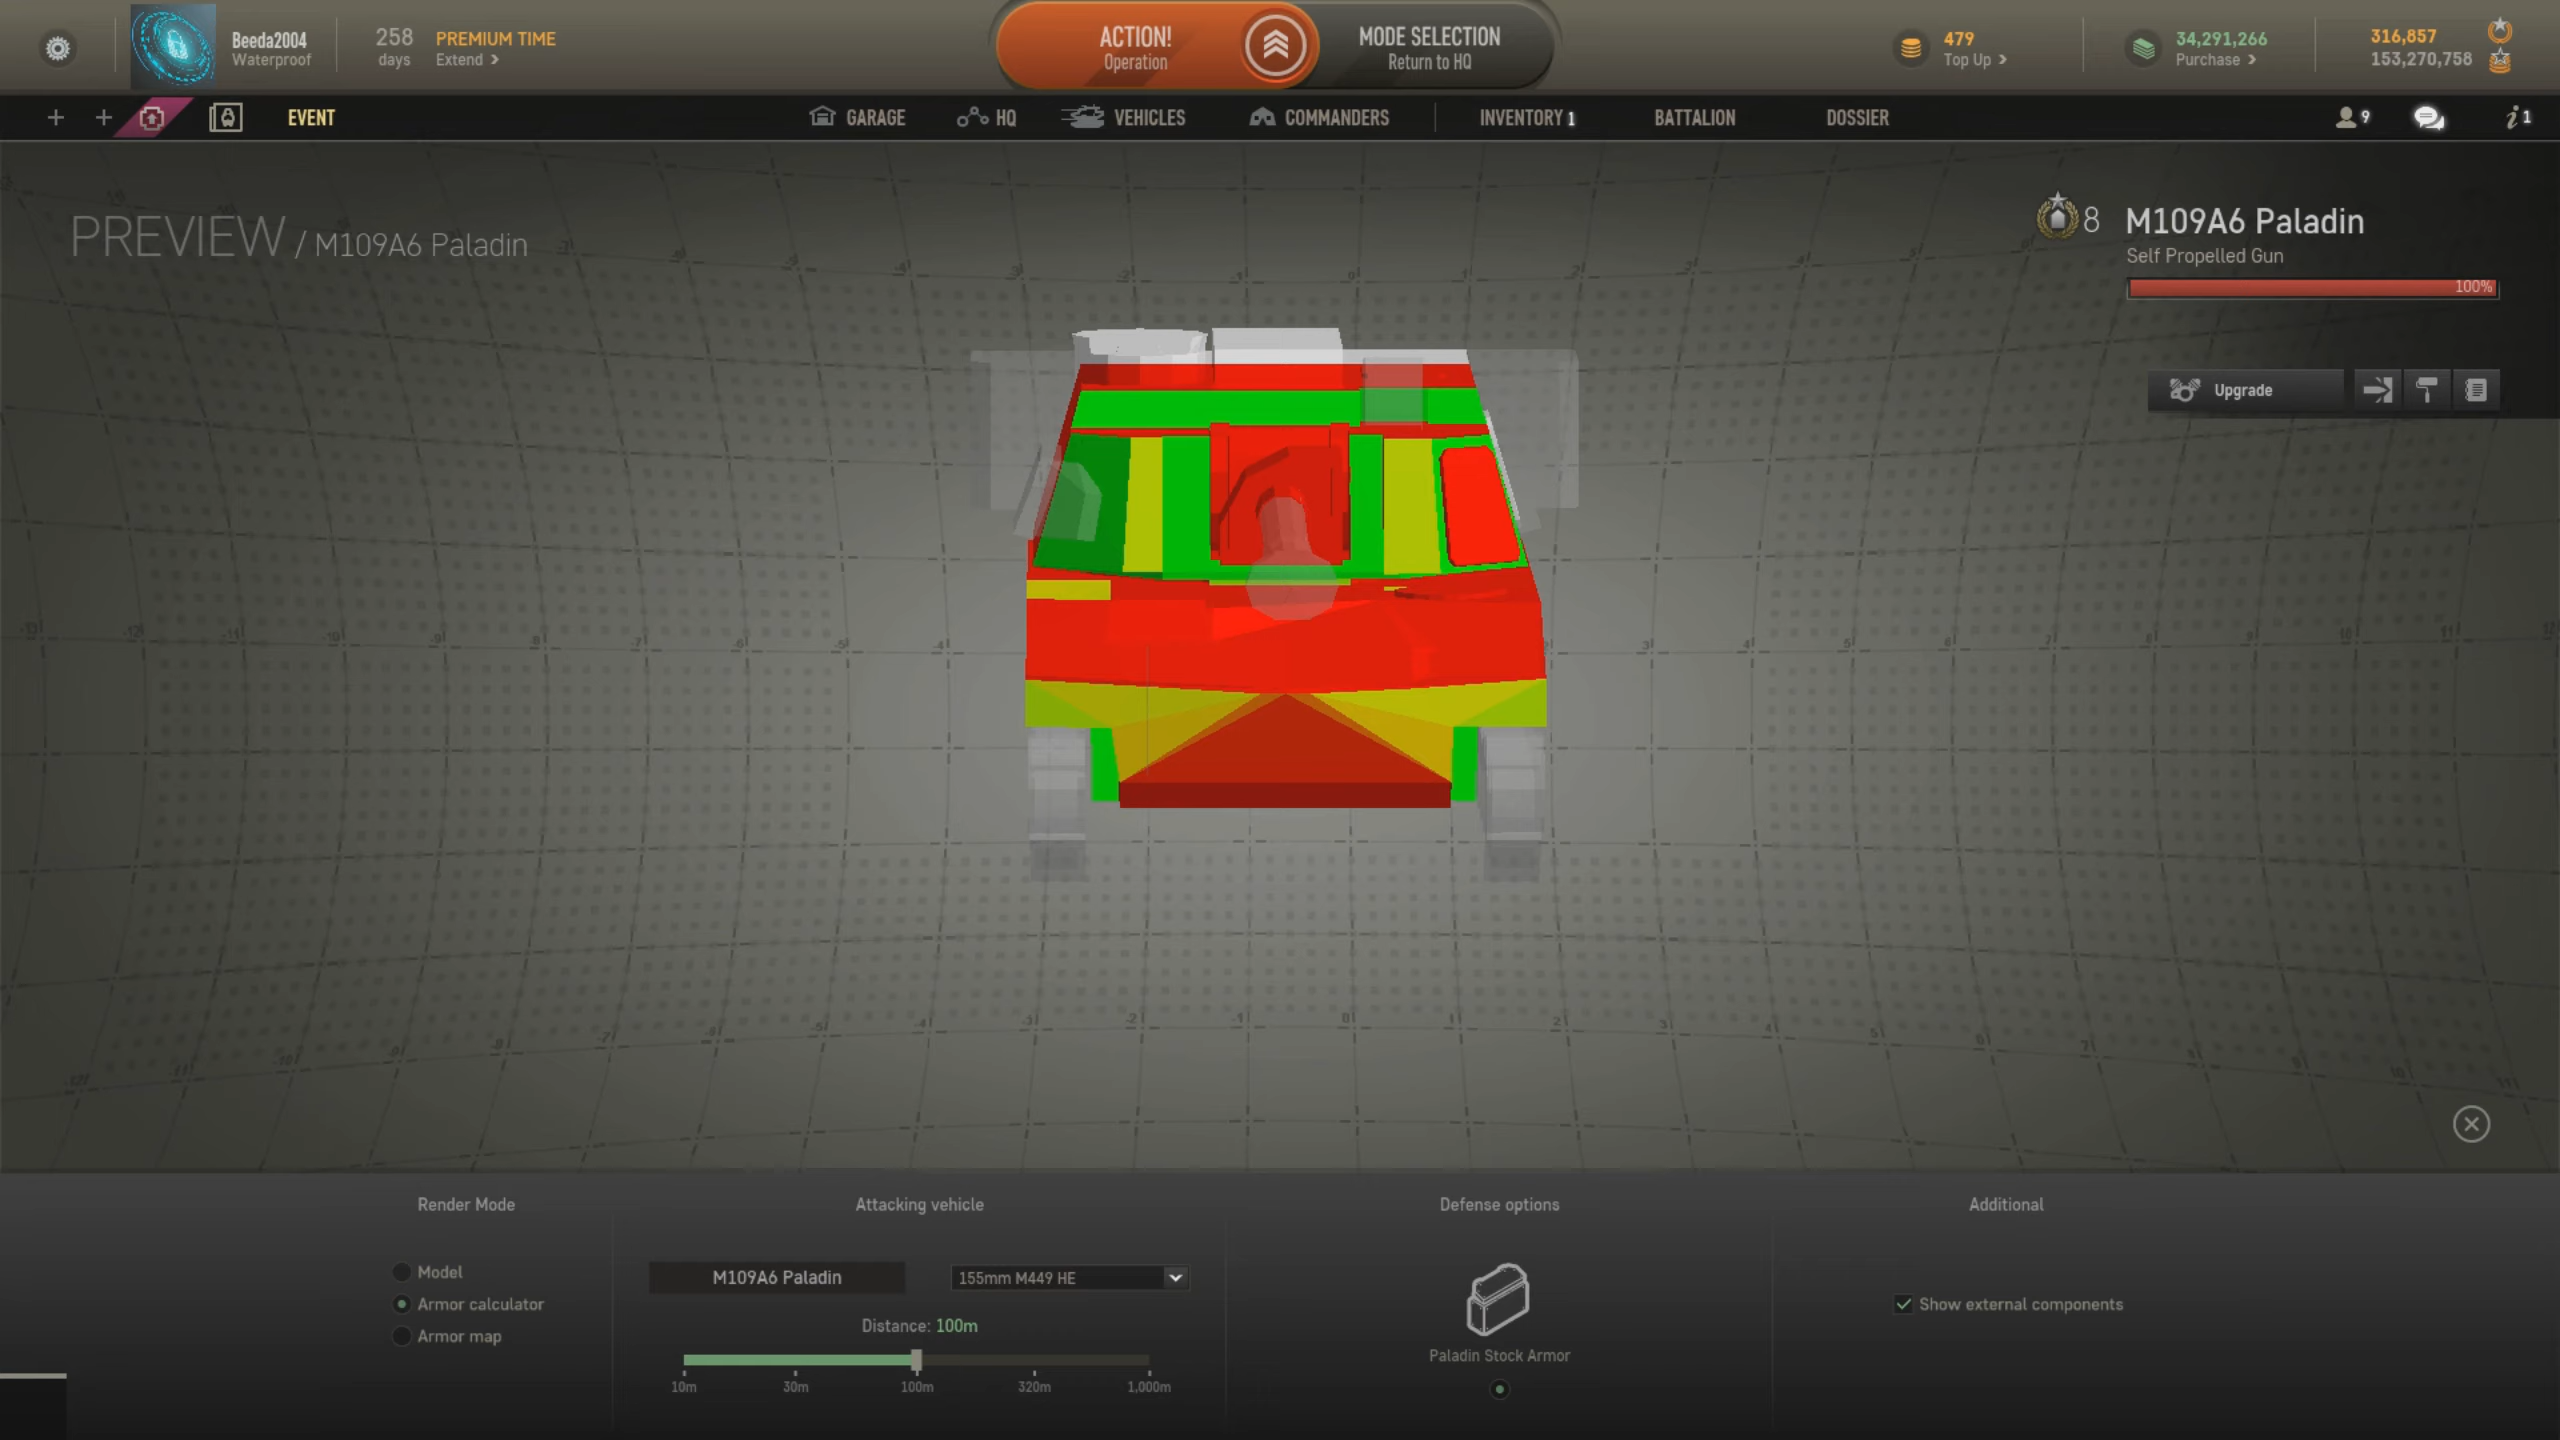 Beeda2004
Waterproof
258
days
PREMIUM TIME
Extend >
ACTION!
Operation
MODE SELECTION
Return to HQ
479
Top Up >
34,291,266
Purchase >
316,857
153,270,758
EVENT
GARAGE
HQ
VEHICLES
COMMANDERS
INVENTORY 1
BATTALION
DOSSIER
9
1
PREVIEW / M109A6 Paladin
8
M109A6 Paladin
Self Propelled Gun
100%
Upgrade
Render Mode
Model
Armor calculator
Armor map
Attacking vehicle
M109A6 Paladin
155mm M449 HE
Distance: 100m
10m
30m
100m
320m
1,000m
Defense options
Paladin Stock Armor
Additional
Show external components